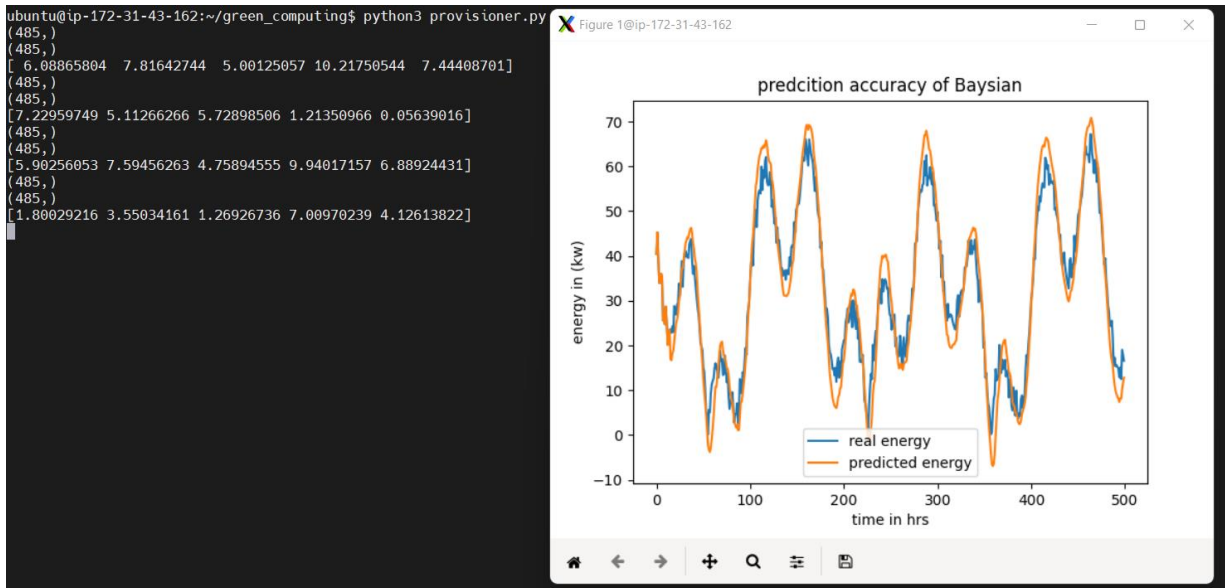 ubuntu@ip-172-31-43-162:~/green_computing$ python3 provisioner.py
(485,)
(485,)
[ 6.08865804  7.81642744  5.00125057 10.21750544  7.44408701]
(485,)
(485,)
[7.22959749 5.11266266 5.72898506 1.21350966 0.05639016]
(485,)
(485,)
[5.90256053 7.59456263 4.75894555 9.94017157 6.88924431]
(485,)
(485,)
[1.80029216 3.55034161 1.26926736 7.00970239 4.12613822]
Figure 1@ip-172-31-43-162
predcition accuracy of Baysian
energy in (kw)
70
60
50
40
30
20
10
0
−10
real energy
predicted energy
0 100 200 300 400 500
time in hrs